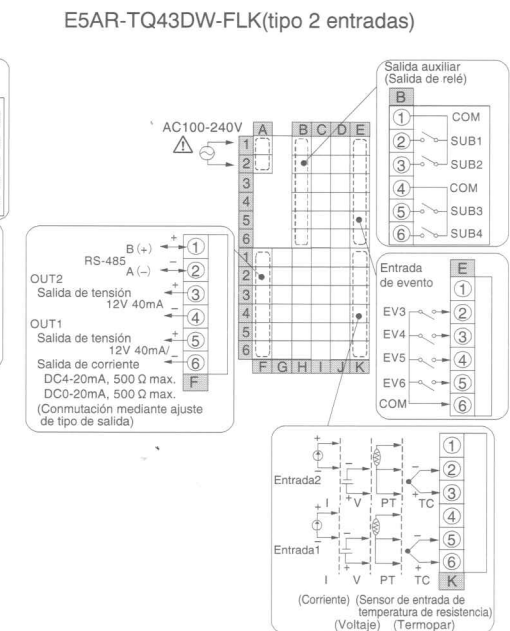 E5AR-TQ43DW-FLK(tipo 2 entradas)
Salida auxiliar
(Salida de relé)
B
1 COM
2 SUB1
3 SUB2
4 COM
5 SUB3
6 SUB4
AC100-240V
A B C D E
1
2
3
4
5
6
1
2
3
4
5
6
F G H I J K
B (+) + 1
RS-485
A (−) − 2
OUT2
Salida de tensión + 3
12V 40mA
− 4
OUT1
Salida de tensión + 5
12V 40mA/
Salida de corriente − 6
DC4-20mA, 500 Ω max.
DC0-20mA, 500 Ω max.
(Conmutación mediante ajuste
de tipo de salida)
F
Entrada
de evento
E
1
EV3 2
EV4 3
EV5 4
EV6 5
COM 6
1
2
3
4
5
6
K
Entrada2
+ − + − +
I V PT TC
Entrada1
+ − + − +
I V PT TC
(Corriente) (Sensor de entrada de
temperatura de resistencia)
(Voltaje) (Termopar)